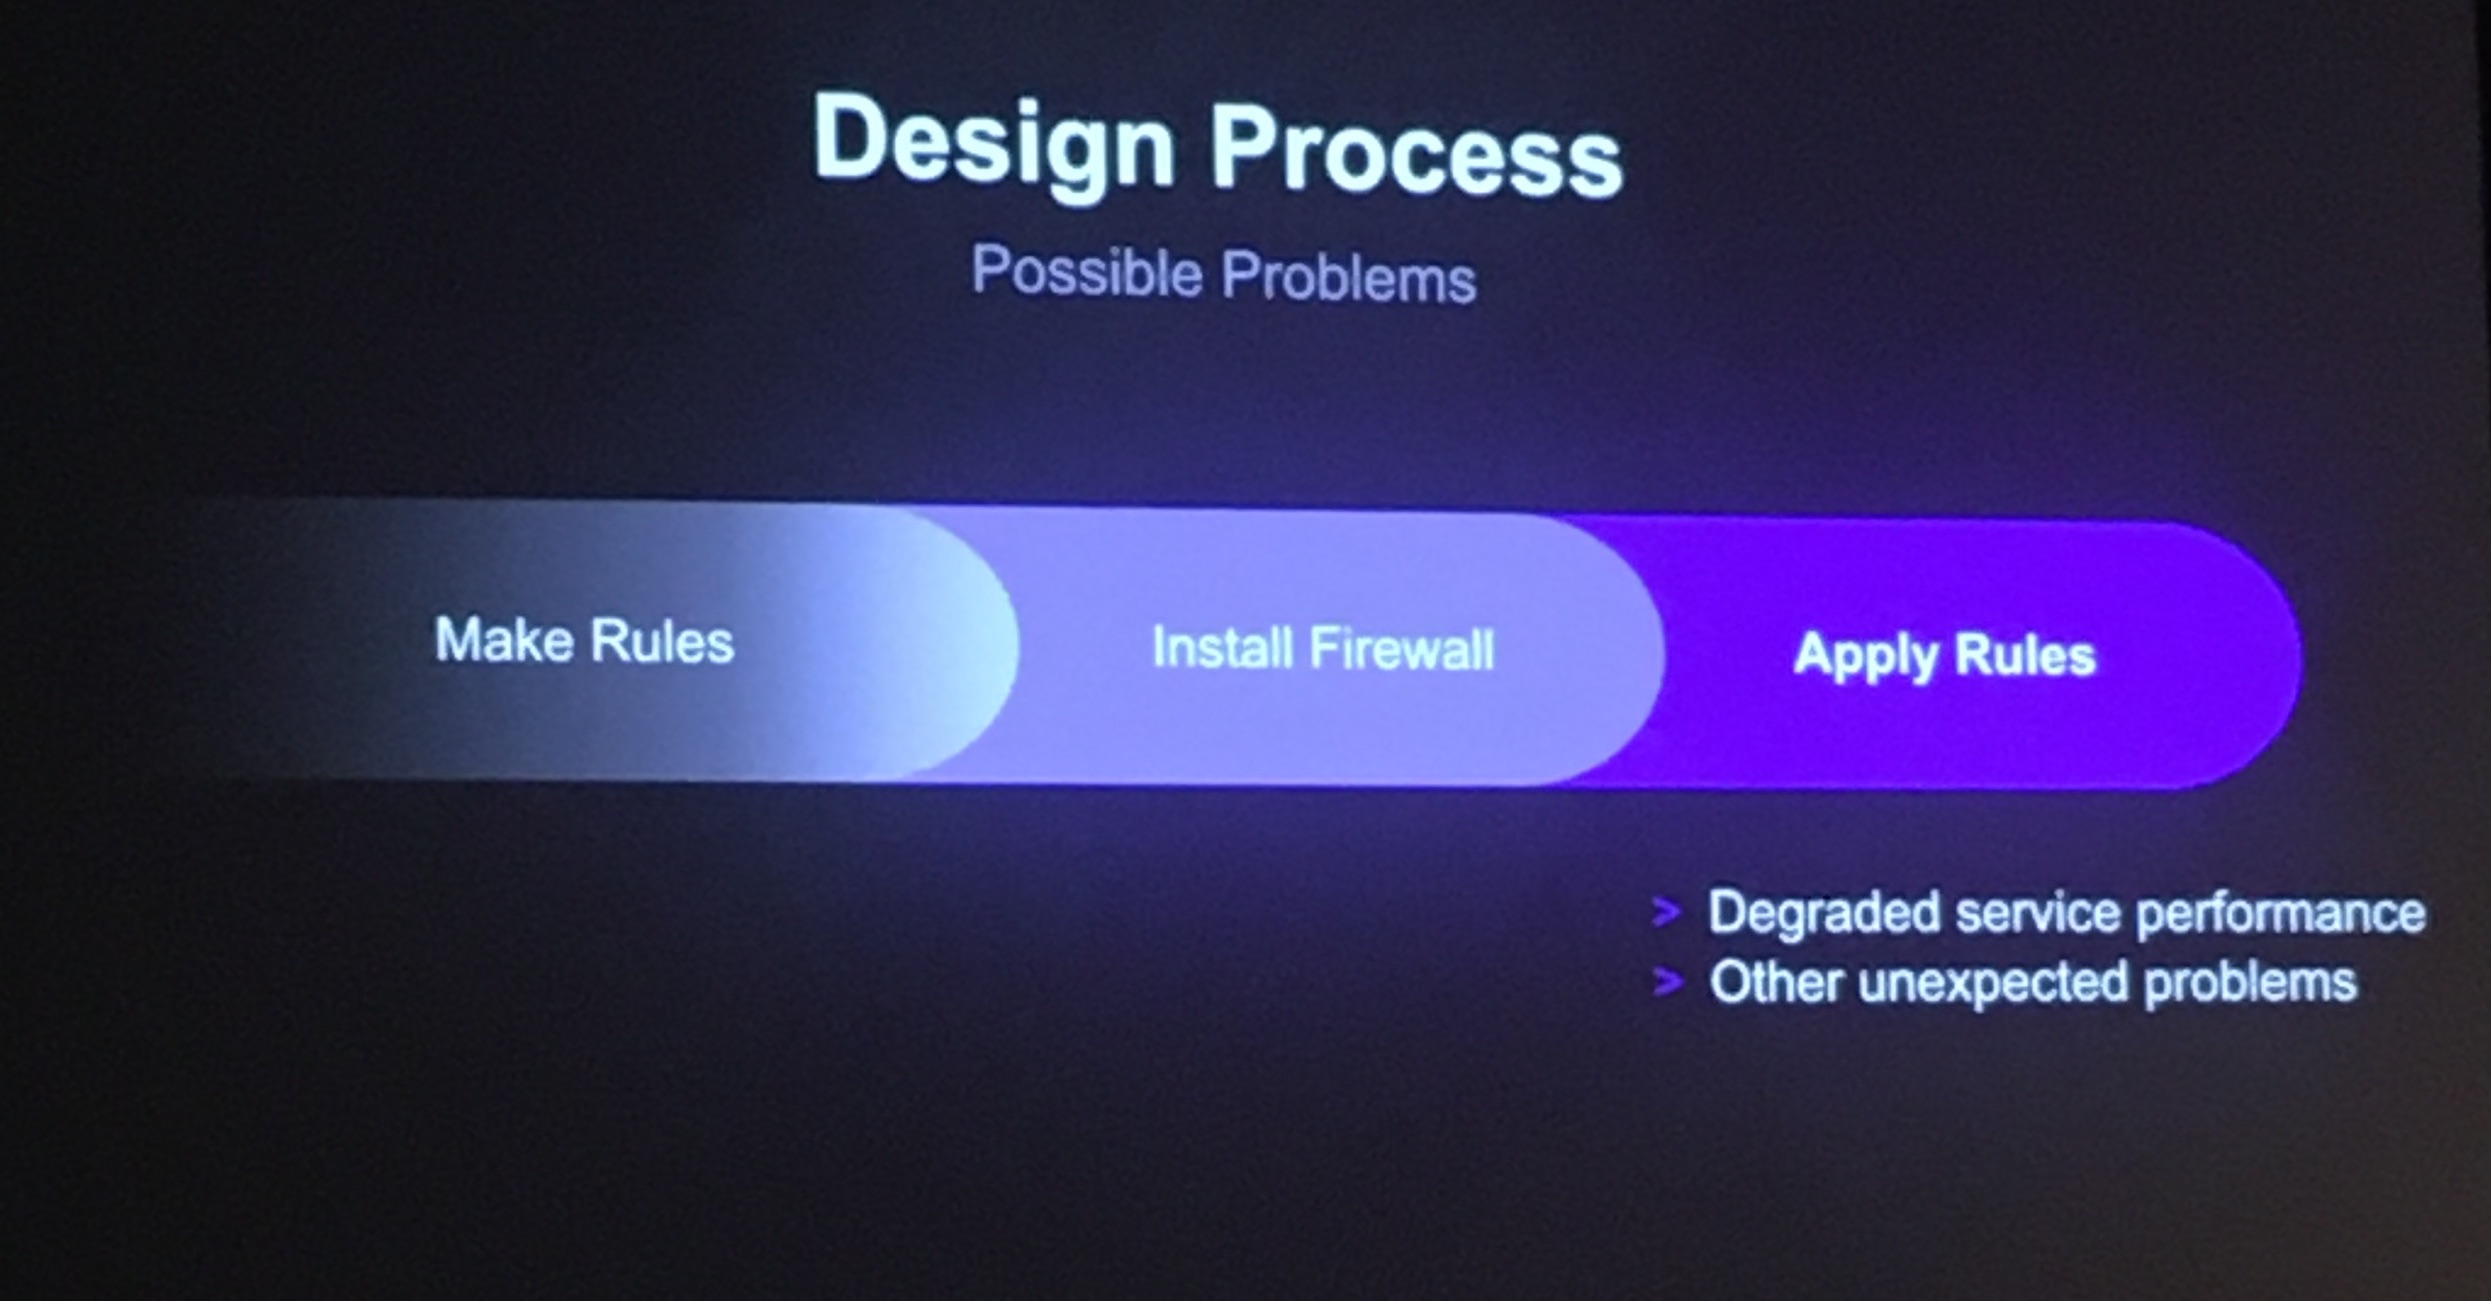 Design Process
Possible Problems
Make Rules
Install Firewall
Apply Rules
> Degraded service performance
> Other unexpected problems